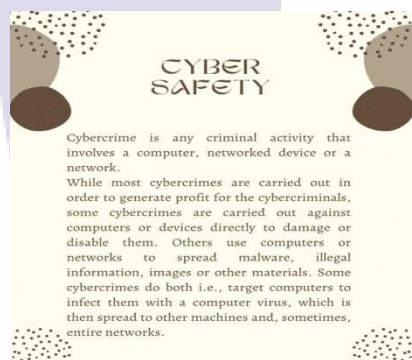 CYBER
SAFETY
Cybercrime is any criminal activity that
involves a computer, networked device or a
network.
While most cybercrimes are carried out in
order to generate profit for the cybercriminals,
some cybercrimes are carried out against
computers or devices directly to damage or
disable them. Others use computers or
networks to spread malware, illegal
information, images or other materials. Some
cybercrimes do both i.e., target computers to
infect them with a computer virus, which is
then spread to other machines and, sometimes,
entire networks.